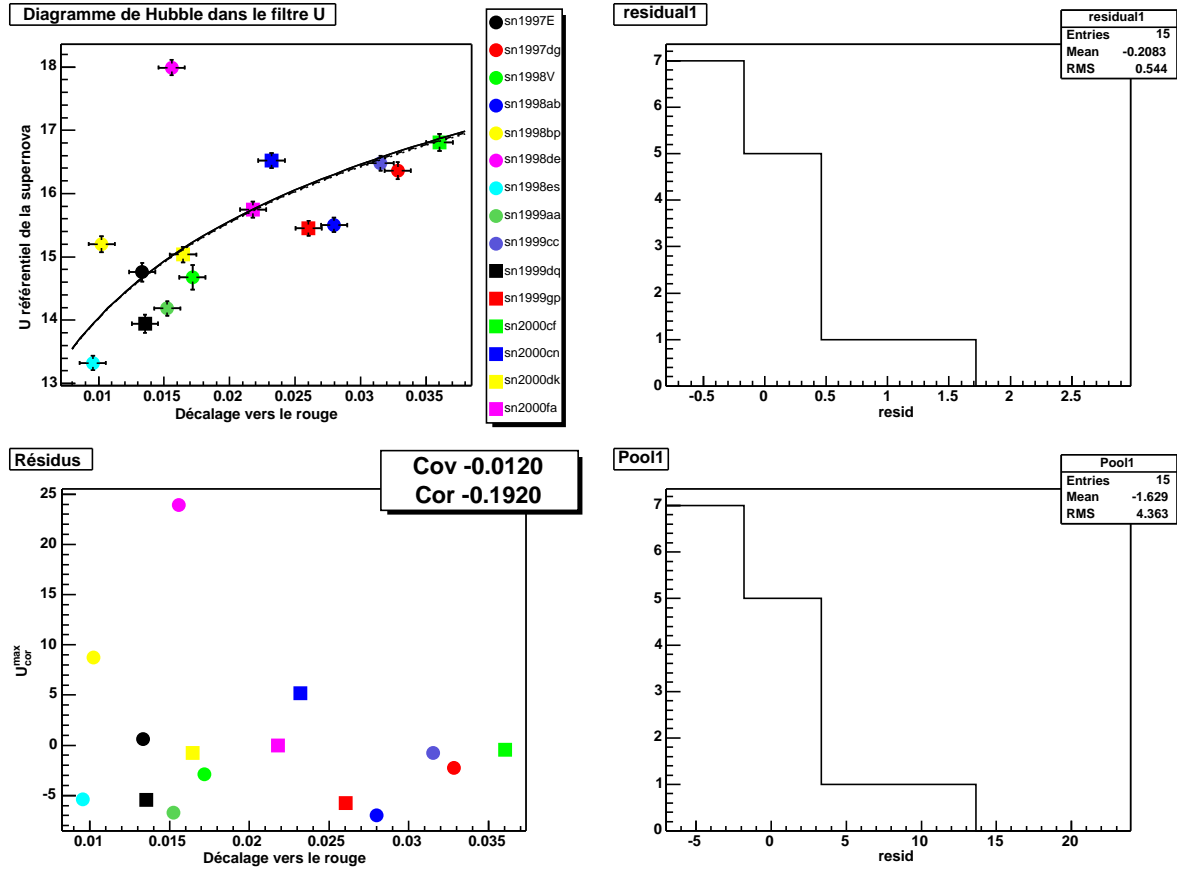 Diagramme de Hubble dans le filtre U
U référentiel de la supernova
18
17
16
15
14
13
0.01
0.015
0.02
0.025
0.03
0.035
Décalage vers le rouge
sn1997E
sn1997dg
sn1998V
sn1998ab
sn1998bp
sn1998de
sn1998es
sn1999aa
sn1999cc
sn1999dq
sn1999gp
sn2000cf
sn2000cn
sn2000dk
sn2000fa
residual1
residual1
Entries 15
Mean -0.2083
RMS 0.544
7
6
5
4
3
2
1
0
-0.5
0
0.5
1
1.5
2
2.5
resid
Résidus
Cov -0.0120
Cor -0.1920
U max cor
25
20
15
10
5
0
-5
0.01
0.015
0.02
0.025
0.03
0.035
Décalage vers le rouge
Pool1
Pool1
Entries 15
Mean -1.629
RMS 4.363
7
6
5
4
3
2
1
0
-5
0
5
10
15
20
resid